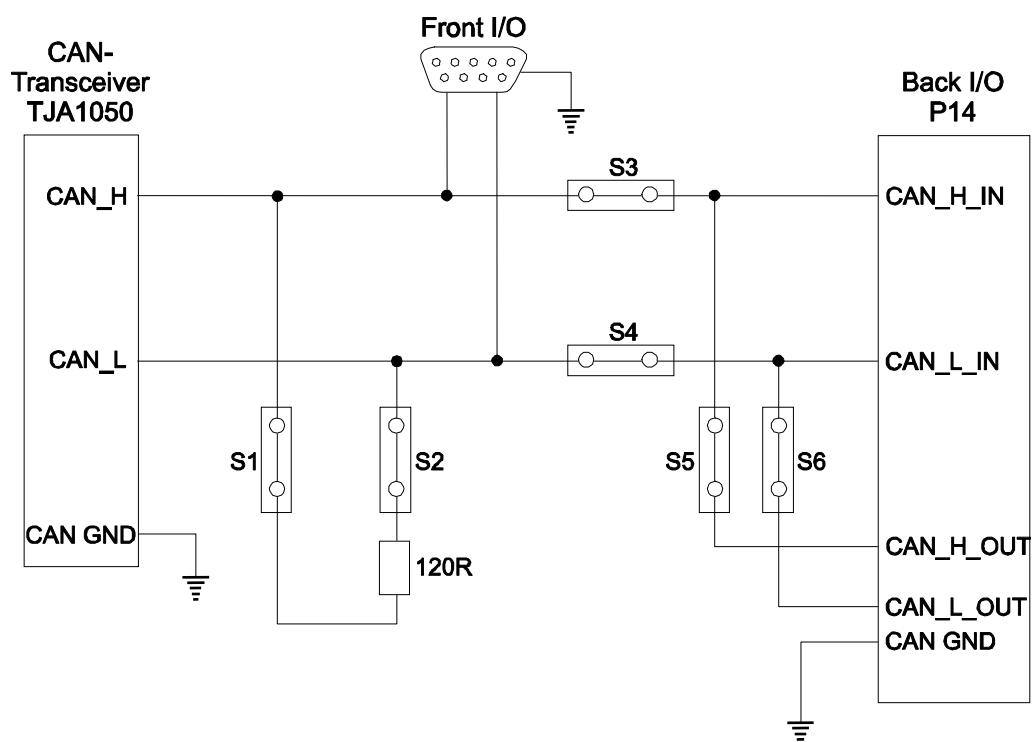 Front I/O
CAN-
Transceiver
TJA1050
Back I/O
P14
S3
CAN_H
CAN_H_IN
S4
CAN_L
CAN_L_IN
S1
S2
S5
S6
CAN GND
120R
CAN_H_OUT
CAN_L_OUT
CAN GND